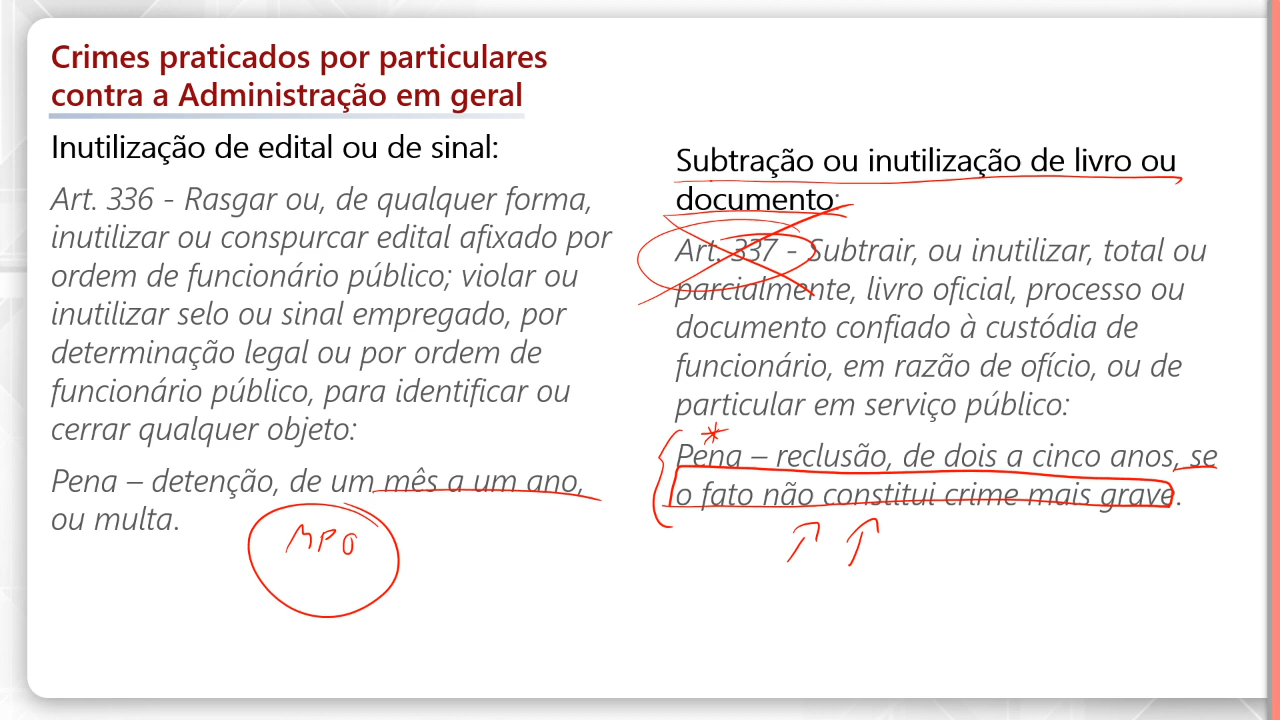 Crimes praticados por particulares
contra a Administração em geral
Inutilização de edital ou de sinal:
Art. 336 - Rasgar ou, de qualquer forma,
inutilizar ou conspurcar edital afixado por
ordem de funcionário público; violar ou
inutilizar selo ou sinal empregado, por
determinação legal ou por ordem de
funcionário público, para identificar ou
cerrar qualquer objeto:
Pena – detenção, de um mês a um ano,
ou multa.
MPO
Subtração ou inutilização de livro ou
documento:
Art. 337 - Subtrair, ou inutilizar, total ou
parcialmente, livro oficial, processo ou
documento confiado à custódia de
funcionário, em razão de ofício, ou de
particular em serviço público:
Pena – reclusão, de dois a cinco anos, se
o fato não constitui crime mais grave.